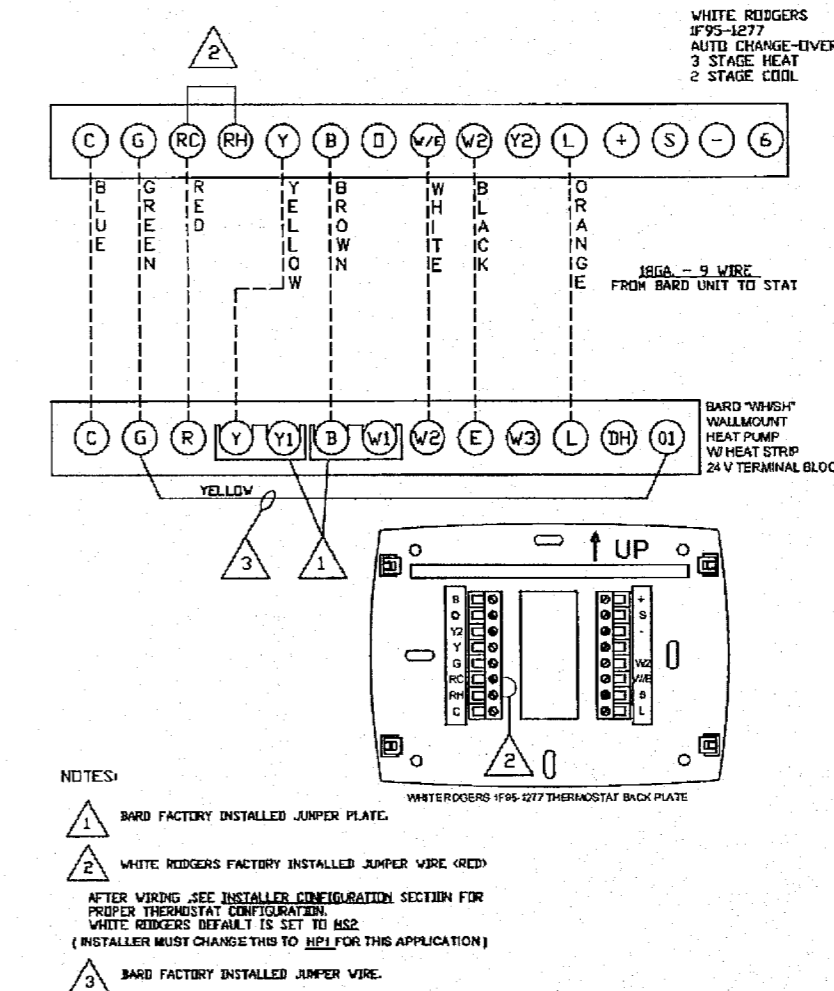 WHITE RODGERS
1F95-1277
AUTO CHANGE-OVER
3 STAGE HEAT
2 STAGE COOL
2
C G RC RH Y B O W/E W2 Y2 L + S - 6
BLUE GREEN RED YELLOW BROWN WHITE BLACK ORANGE
18GA. - 9 WIRE
FROM BARD UNIT TO STAT
C G R Y Y1 B W1 W2 E W3 L DH O1
BARD "WH/SH"
WALLMOUNT
HEAT PUMP
W/ HEAT STRIP
24 V TERMINAL BLOC
YELLOW
3 1
UP
B
O
Y2
Y
G
RC
RH
C
+
S
-
W2
W/E
6
L
2
WHITE RODGERS 1F95-1277 THERMOSTAT BACK PLATE
NOTES:
1 BARD FACTORY INSTALLED JUMPER PLATE.
2 WHITE RODGERS FACTORY INSTALLED JUMPER WIRE (RED)
AFTER WIRING ,SEE INSTALLER CONFIGURATION SECTION FOR
PROPER THERMOSTAT CONFIGURATION.
WHITE RODGERS DEFAULT IS SET TO MS2
( INSTALLER MUST CHANGE THIS TO HP1 FOR THIS APPLICATION )
3 BARD FACTORY INSTALLED JUMPER WIRE.